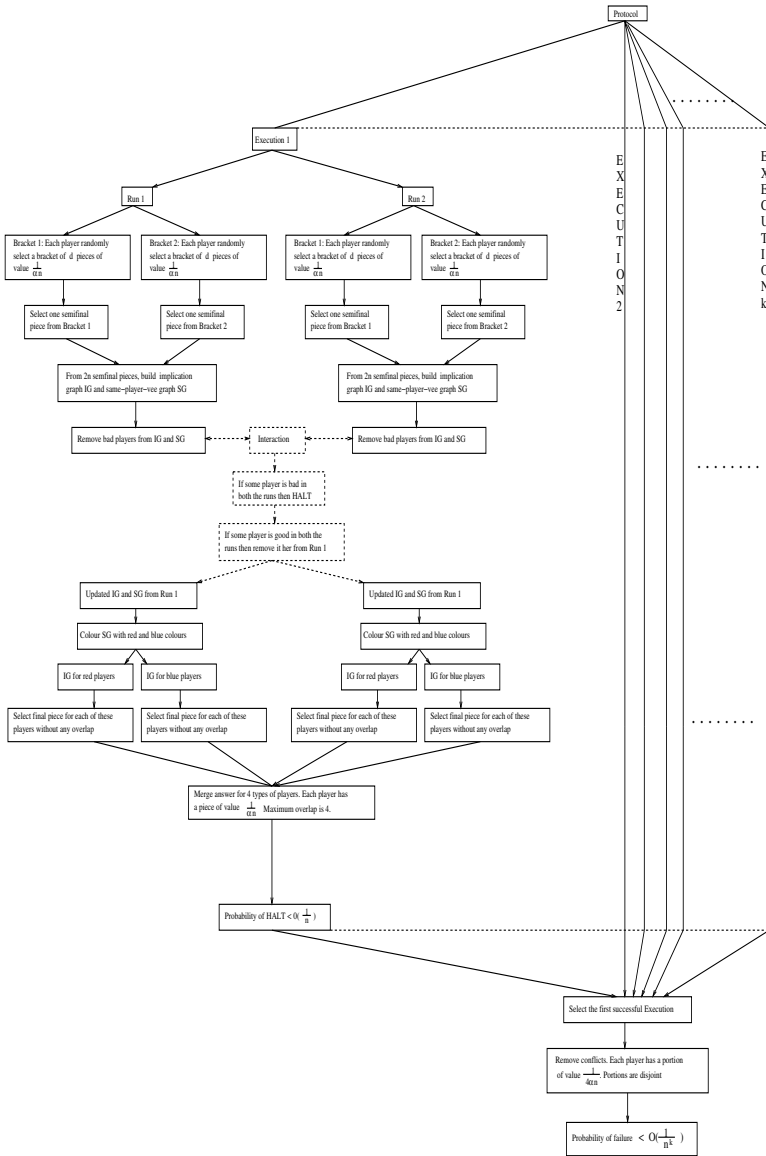 Protocol
. . . . . . . .
Execution 1
EXECUTION 2
EXECUTION k
Run 1
Run 2
Bracket 1: Each player randomly
select a bracket of d pieces of
value 1/αn
Bracket 2: Each player randomly
select a bracket of d pieces of
value 1/αn
Bracket 1: Each player randomly
select a bracket of d pieces of
value 1/αn
Bracket 2: Each player randomly
select a bracket of d pieces of
value 1/αn
Select one semifinal
piece from Bracket 1
Select one semifinal
piece from Bracket 2
Select one semifinal
piece from Bracket 1
Select one semifinal
piece from Bracket 2
From 2n semfinal pieces, build implication
graph IG and same-player-vee graph SG
From 2n semfinal pieces, build implication
graph IG and same-player-vee graph SG
Remove bad players from IG and SG
Interaction
Remove bad players from IG and SG
. . . . . . . .
If some player is bad in
both the runs then HALT
If some player is good in both the
runs then remove it her from Run 1
Updated IG and SG from Run 1
Updated IG and SG from Run 1
Colour SG with red and blue colours
Colour SG with red and blue colours
IG for red players
IG for blue players
IG for red players
IG for blue players
Select final piece for each of these
players without any overlap
Select final piece for each of these
players without any overlap
Select final piece for each of these
players without any overlap
Select final piece for each of these
players without any overlap
. . . . . . . .
Merge answer for 4 types of players. Each player has
a piece of value 1/αn Maximum overlap is 4.
Probability of HALT < 0( 1/n )
Select the first successful Execution
Remove conflicts. Each player has a portion
of value 1/4αn. Portions are disjoint
Probability of failure < O( 1/n^k )